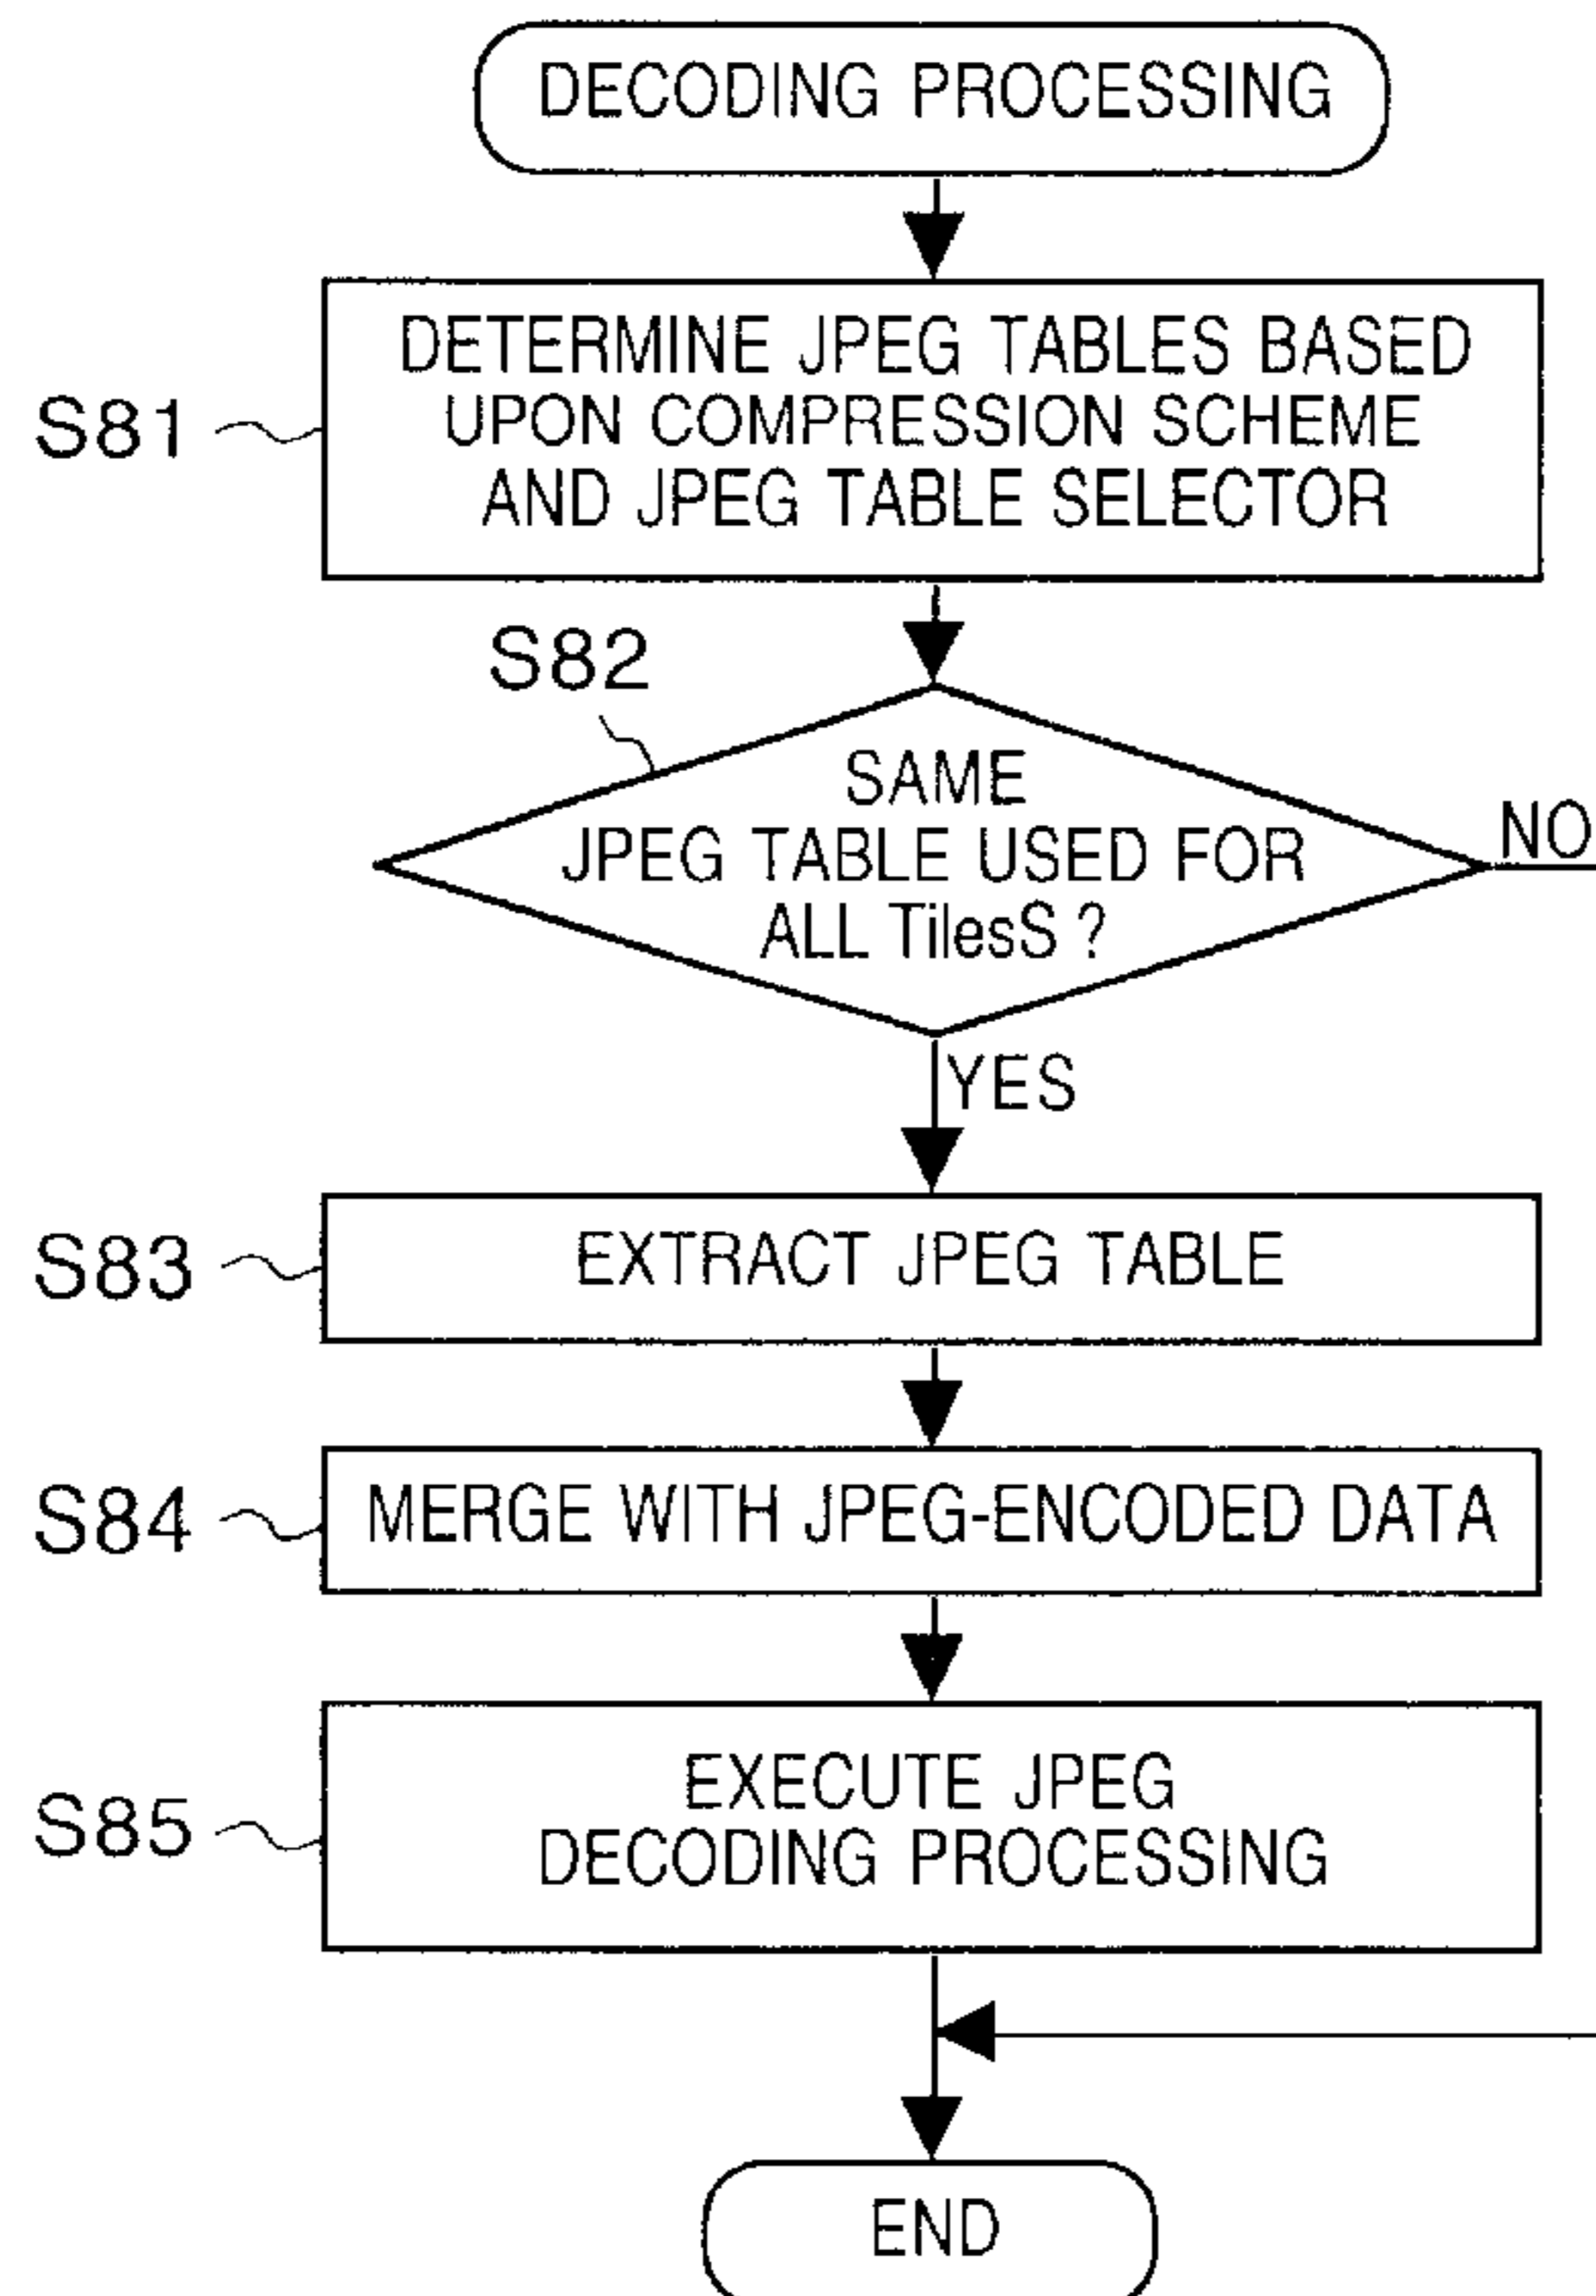 DECODING PROCESSING
S81
DETERMINE JPEG TABLES BASED
UPON COMPRESSION SCHEME
AND JPEG TABLE SELECTOR
S82
SAME
JPEG TABLE USED FOR
ALL TilesS ?
NO
YES
S83
EXTRACT JPEG TABLE
S84
MERGE WITH JPEG-ENCODED DATA
S85
EXECUTE JPEG
DECODING PROCESSING
END